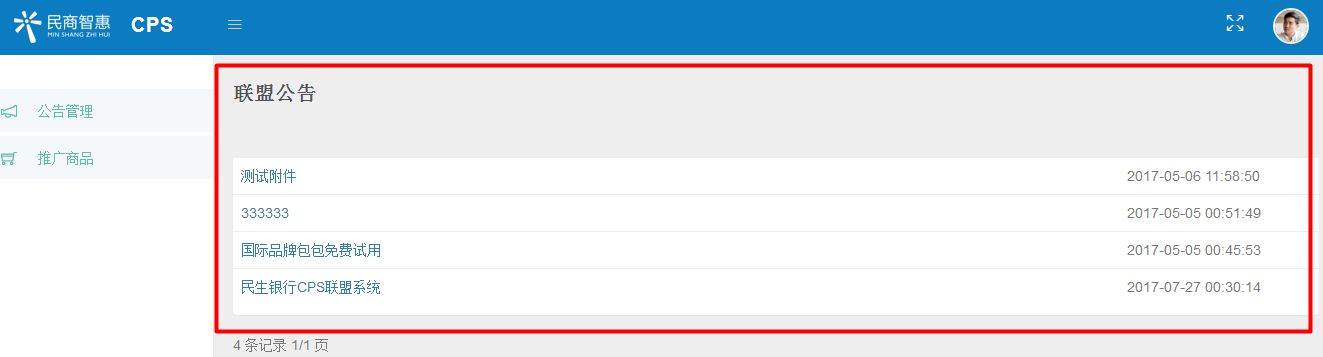 民商智惠
MIN SHANG ZHI HUI
CPS
公告管理
推广商品
联盟公告
测试附件 2017-05-06 11:58:50
333333 2017-05-05 00:51:49
国际品牌包包免费试用 2017-05-05 00:45:53
民生银行CPS联盟系统 2017-07-27 00:30:14
4 条记录 1/1 页